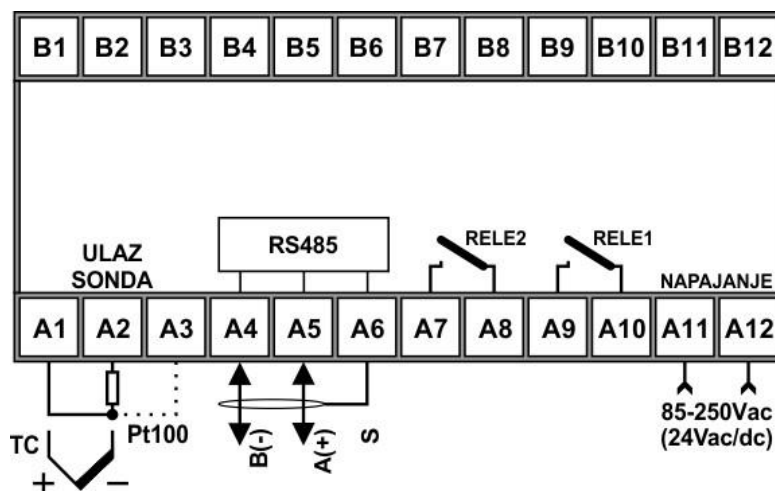 B1 B2 B3 B4 B5 B6 B7 B8 B9 B10 B11 B12
ULAZ
SONDA
RS485
RELE2
RELE1
NAPAJANJE
A1 A2 A3 A4 A5 A6 A7 A8 A9 A10 A11 A12
TC
+
−
Pt100
B(-)
A(+)
S
85-250Vac
(24Vac/dc)